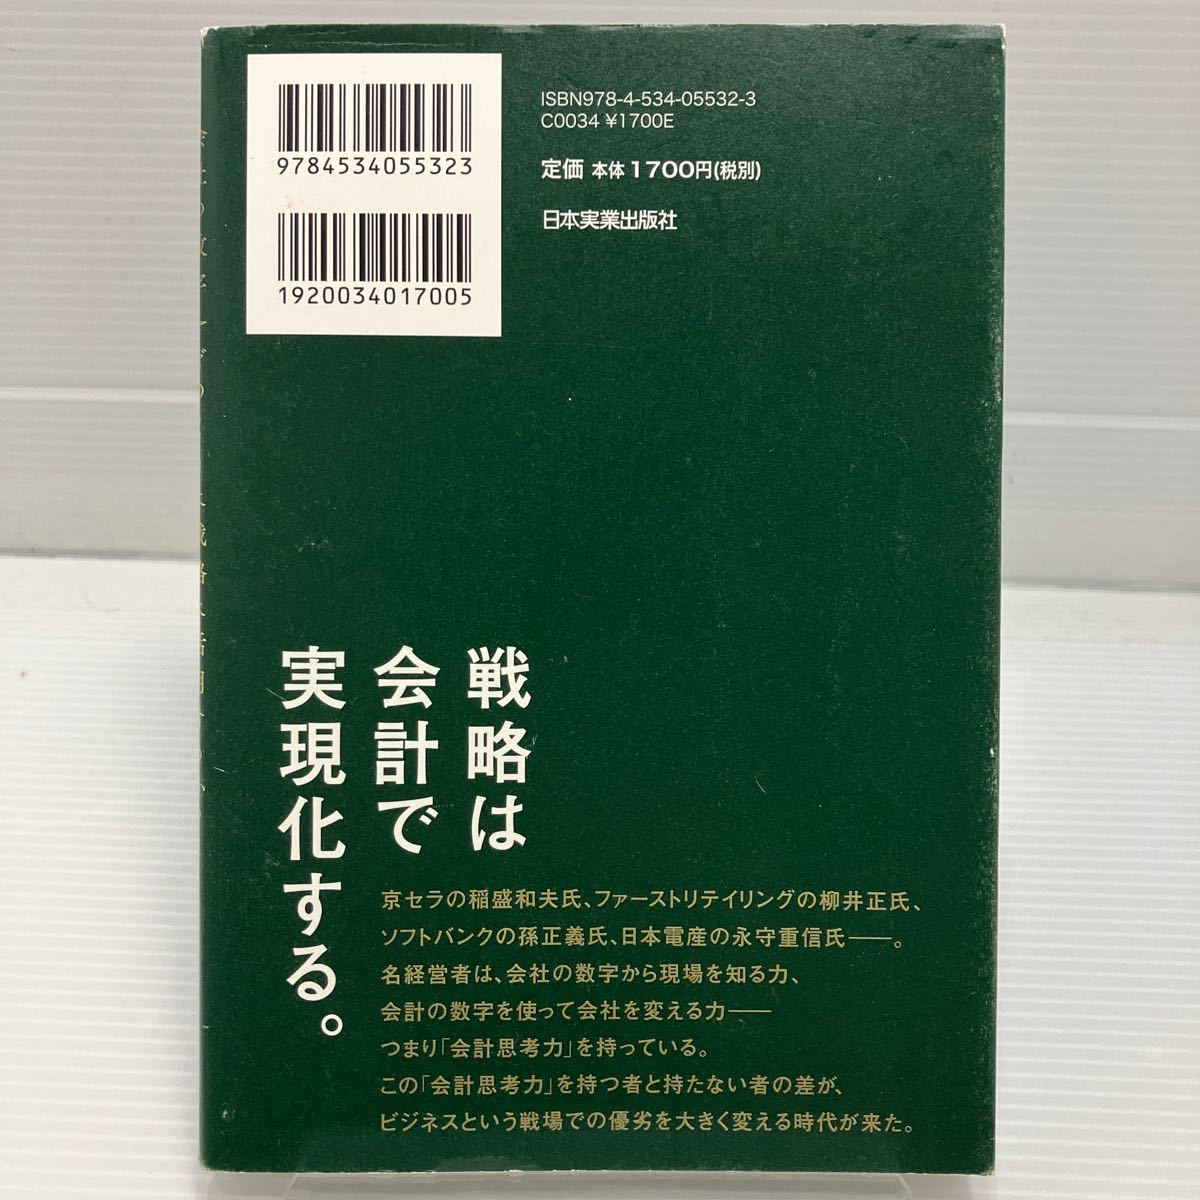 ISBN978-4-534-05532-3
C0034 ¥1700E
定価 本体1700円(税別)
日本実業出版社
9784534055323
1920034017005
戦略は
会計で
実現化する。
京セラの稲盛和夫氏、ファーストリテイリングの柳井正氏、
ソフトバンクの孫正義氏、日本電産の永守重信氏――。
名経営者は、会社の数字から現場を知る力、
会計の数字を使って会社を変える力――
つまり「会計思考力」を持っている。
この「会計思考力」を持つ者と持たない者の差が、
ビジネスという戦場での優劣を大きく変える時代が来た。